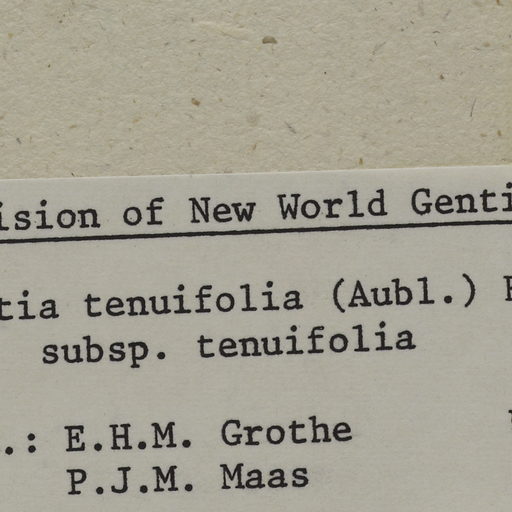 ision of New World Genti
tia tenuifolia (Aubl.)
subsp. tenuifolia
.: E.H.M. Grothe
P.J.M. Maas